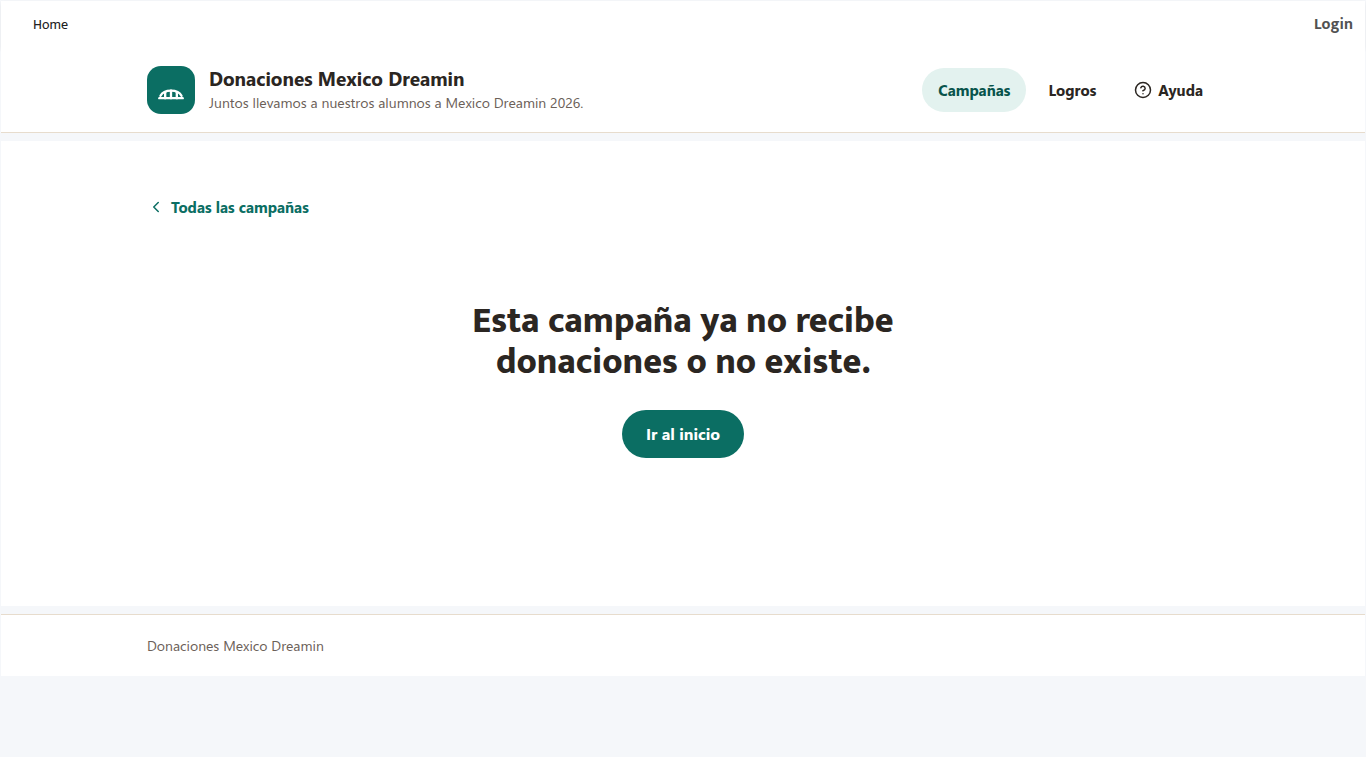 Home
Login
Donaciones Mexico Dreamin
Juntos llevamos a nuestros alumnos a Mexico Dreamin 2026.
Campañas
Logros
Ayuda
Todas las campañas
Esta campaña ya no recibe
donaciones o no existe.
Ir al inicio
Donaciones Mexico Dreamin